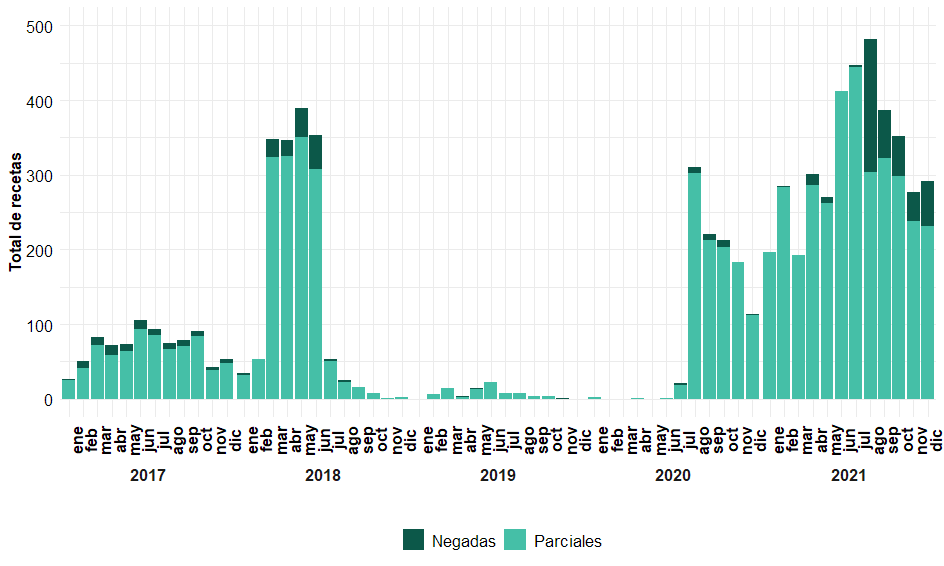 Total de recetas
500
400
300
200
100
0
ene feb mar abr may jun jul ago sep oct nov dic ene feb mar abr may jun jul ago sep oct nov dic ene feb mar abr may jun jul ago sep oct nov dic ene feb mar abr may jun jul ago sep oct nov dic ene feb mar abr may jun jul ago sep oct nov dic
2017 2018 2019 2020 2021
Negadas Parciales